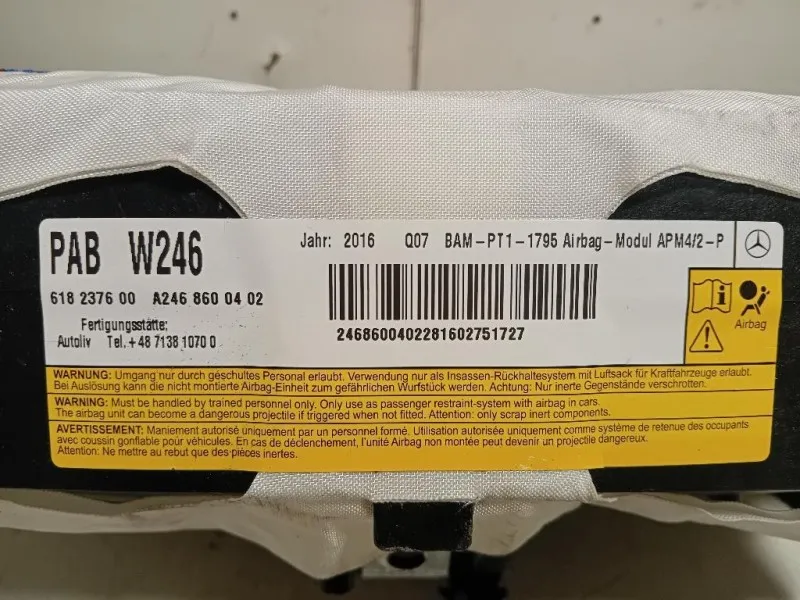 PAB W246
Jahr: 2016 Q07 BAM-PT1-1795 Airbag-Modul APM4/2-P
618 2376 00 A246 860 04 02
Fertigungsstätte:
Autoliv Tel.+48 71381070 0
2468600402281602751727
Airbag
WARNUNG: Umgang nur durch geschultes Personal erlaubt. Verwendung nur als Insassen-Rückhaltesystem mit Luftsack für Kraftfahrzeuge erlaubt.
Bei Auslösung kann die nicht montierte Airbag-Einheit zum gefährlichen Wurfstück werden. Achtung: Nur inerte Gegenstände verschrotten.
WARNING: Must be handled by trained personnel only. Only use as passenger restraint-system with airbag in cars.
The airbag unit can become a dangerous projectile if triggered when not fitted. Attention: only scrap inert components.
AVERTISSEMENT: Maniement autorisé uniquement par un personnel formé. Utilisation autorisée uniquement comme système de retenue des occupants
avec coussin gonflable pour véhicules. En cas de déclenchement, l'unité Airbag non montée peut devenir un projectile dangereux.
Attention: Ne mettre au rebut que des pièces inertes.